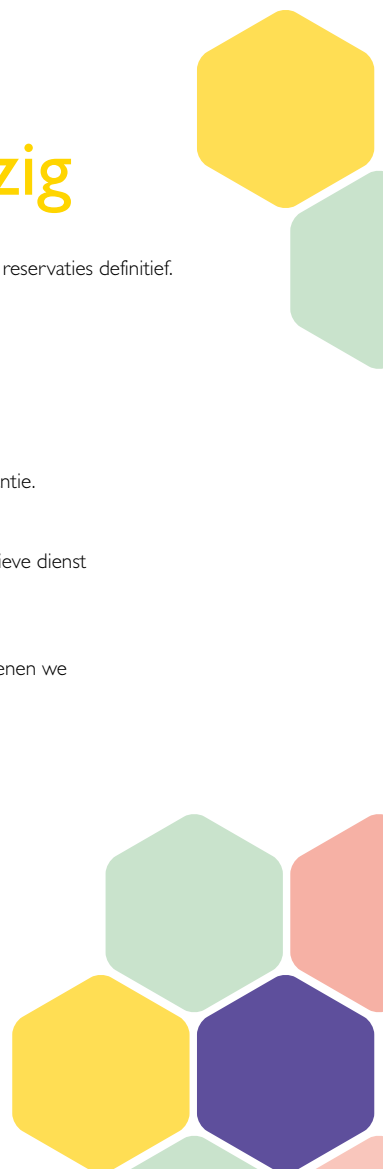 zig
reservaties definitief.
ntie.
ieve dienst
enen we